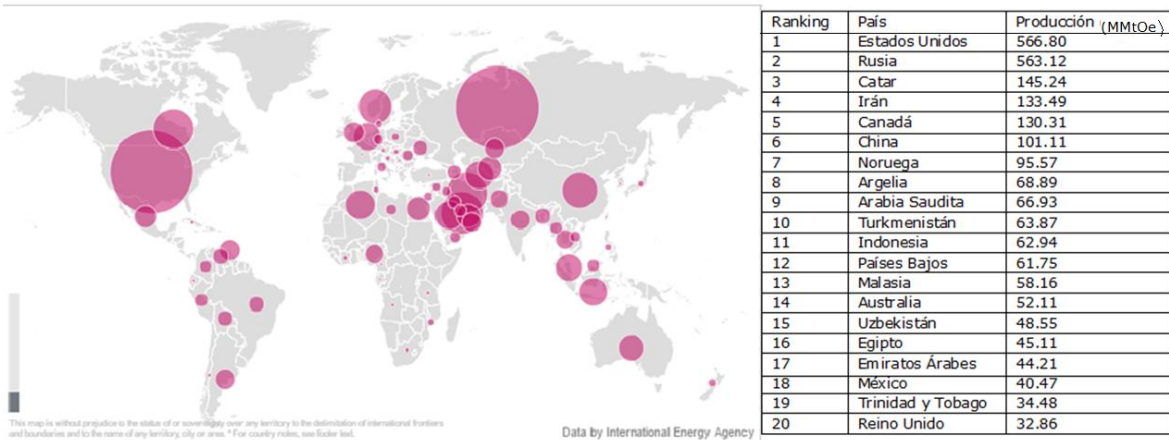 Ranking País Producción (MMtOe)
1 Estados Unidos 566.80
2 Rusia 563.12
3 Catar 145.24
4 Irán 133.49
5 Canadá 130.31
6 China 101.11
7 Noruega 95.57
8 Argelia 68.89
9 Arabia Saudita 66.93
10 Turkmenistán 63.87
11 Indonesia 62.94
12 Países Bajos 61.75
13 Malasia 58.16
14 Australia 52.11
15 Uzbekistán 48.55
16 Egipto 45.11
17 Emiratos Árabes 44.21
18 México 40.47
19 Trinidad y Tobago 34.48
20 Reino Unido 32.86
This map is without prejudice to the status of or sovereignty over any territory to the delimitation of international frontiers
and boundaries and to the name of any territory, city or area. * For country notes, see footer text.
Data by International Energy Agency